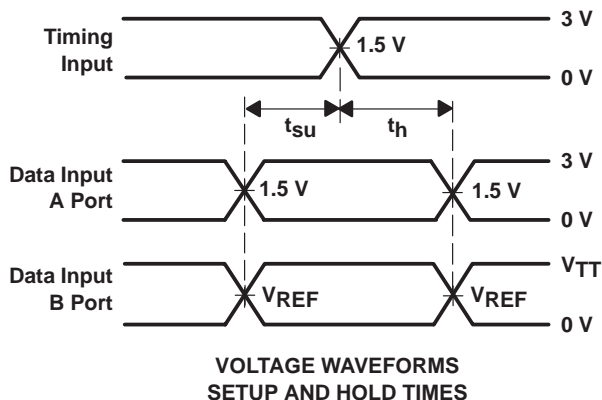 3 V
Timing
Input
1.5 V
0 V
tsu
th
3 V
Data Input
A Port
1.5 V
1.5 V
0 V
VTT
Data Input
B Port
VREF
VREF
0 V
VOLTAGE WAVEFORMS
SETUP AND HOLD TIMES